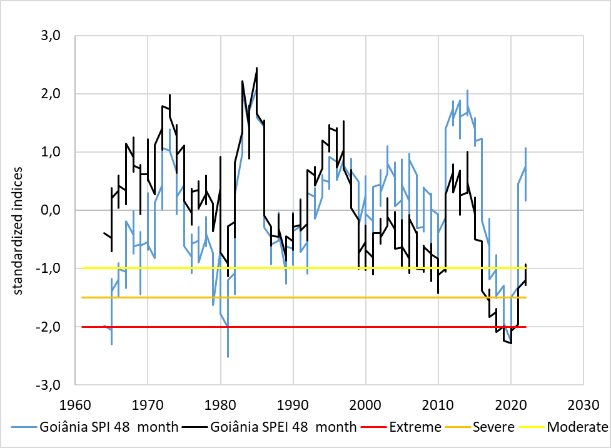 3,0
2,0
1,0
0,0
-1,0
-2,0
-3,0
standardized indices
1960 1970 1980 1990 2000 2010 2020 2030
Goiânia SPI 48 month Goiânia SPEI 48 month Extreme Severe Moderate